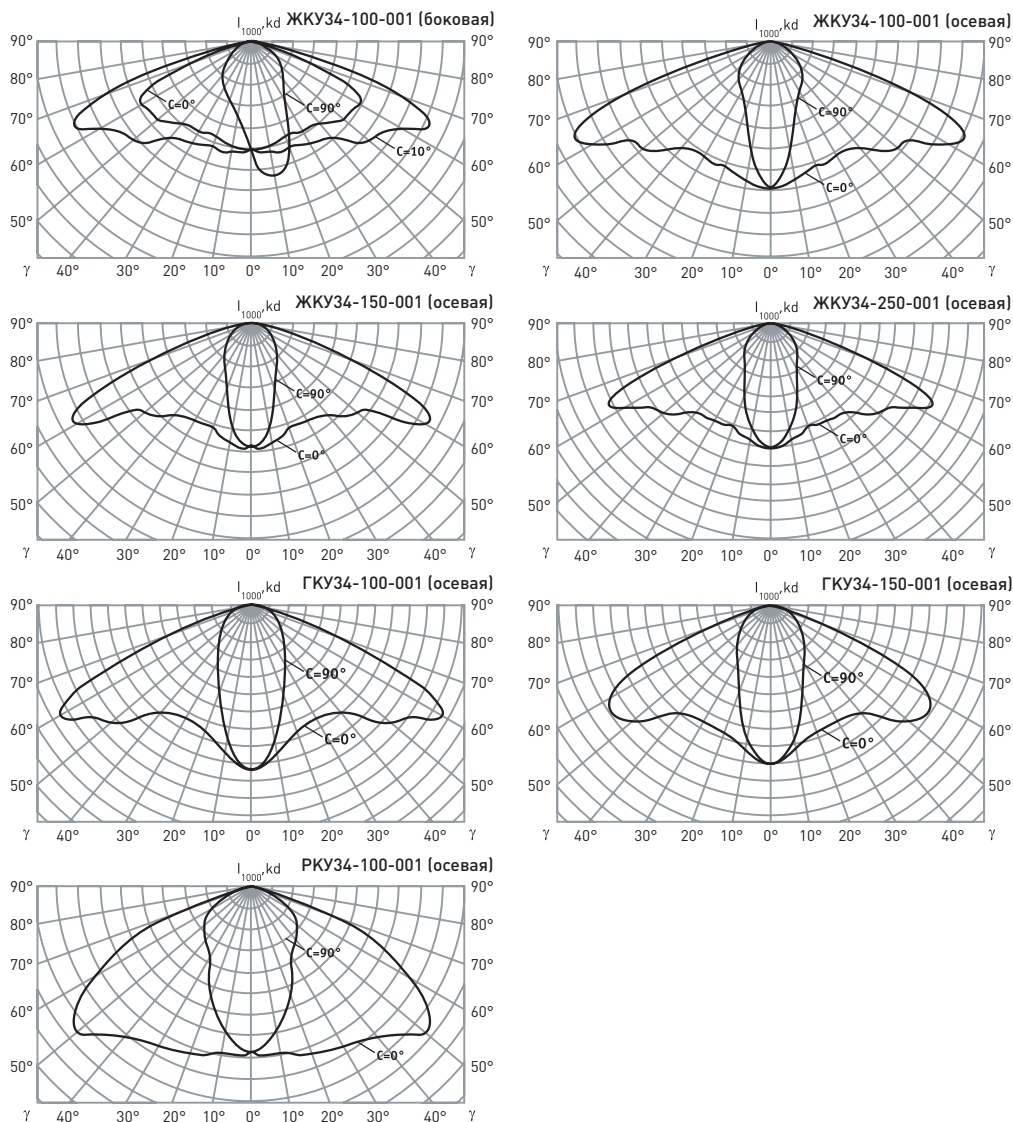 I1000, kd ЖКУ34-100-001 (боковая)
90° 90°
80° 80°
C=0° C=90°
70° 70°
C=10°
60° 60°
50° 50°
γ 40° 30° 20° 10° 0° 10° 20° 30° 40° γ
I1000, kd ЖКУ34-100-001 (осевая)
90° 90°
80° 80°
C=90°
70° 70°
60° 60°
C=0°
50° 50°
γ 40° 30° 20° 10° 0° 10° 20° 30° 40° γ
I1000, kd ЖКУ34-150-001 (осевая)
90° 90°
80° 80°
C=90°
70° 70°
60° 60°
C=0°
50° 50°
γ 40° 30° 20° 10° 0° 10° 20° 30° 40° γ
I1000, kd ЖКУ34-250-001 (осевая)
90° 90°
80° 80°
C=90°
70° 70°
C=0°
60° 60°
50° 50°
γ 40° 30° 20° 10° 0° 10° 20° 30° 40° γ
I1000, kd ГКУ34-100-001 (осевая)
90° 90°
80° 80°
C=90°
70° 70°
60° 60°
C=0°
50° 50°
γ 40° 30° 20° 10° 0° 10° 20° 30° 40° γ
I1000, kd ГКУ34-150-001 (осевая)
90° 90°
80° 80°
C=90°
70° 70°
60° 60°
C=0°
50° 50°
γ 40° 30° 20° 10° 0° 10° 20° 30° 40° γ
I1000, kd РКУ34-100-001 (осевая)
90° 90°
80° 80°
C=90°
70° 70°
60° 60°
C=0°
50° 50°
γ 40° 30° 20° 10° 0° 10° 20° 30° 40° γ